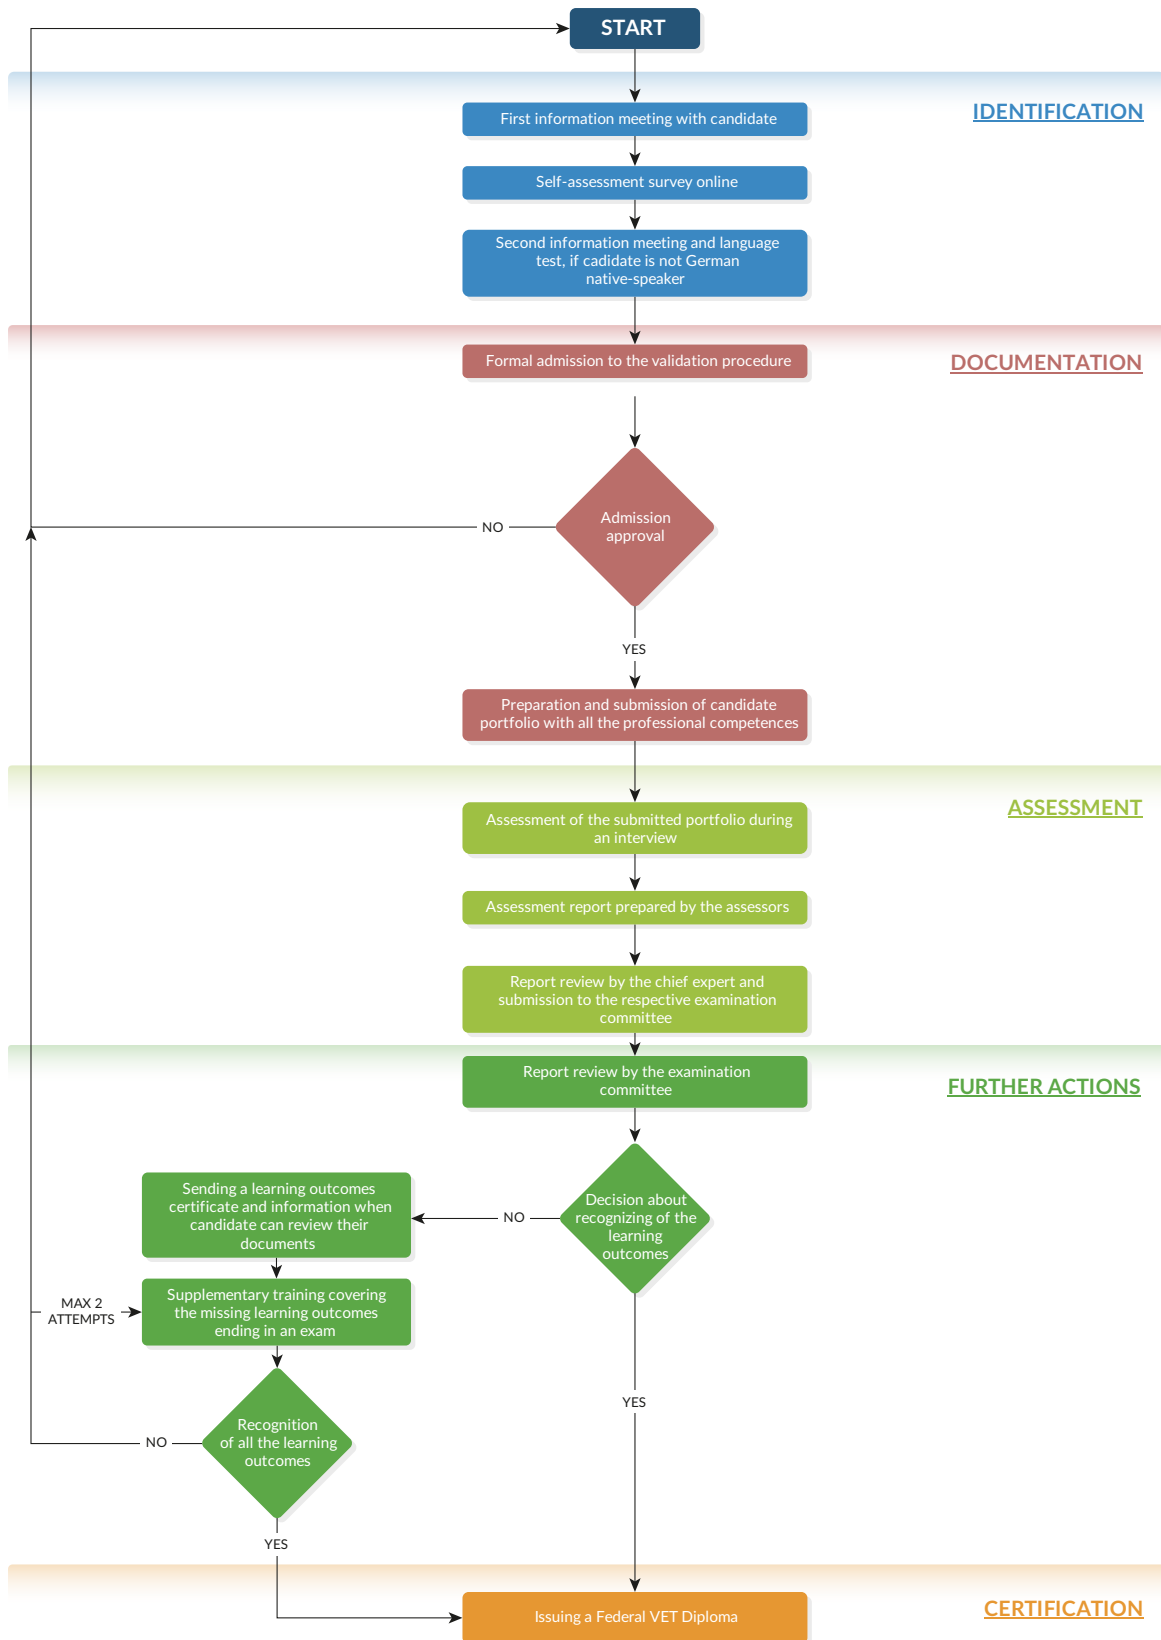 START
IDENTIFICATION
First information meeting with candidate
Self-assessment survey online
Second information meeting and language
test, if cadidate is not German
native-speaker
DOCUMENTATION
Formal admission to the validation procedure
Admission
approval
NO
YES
Preparation and submission of candidate
portfolio with all the professional competences
ASSESSMENT
Assessment of the submitted portfolio during
an interview
Assessment report prepared by the assessors
Report review by the chief expert and
submission to the respective examination
committee
FURTHER ACTIONS
Report review by the examination
committee
Decision about
recognizing of the
learning
outcomes
NO
Sending a learning outcomes
certificate and information when
candidate can review their
documents
MAX 2
ATTEMPTS
Supplementary training covering
the missing learning outcomes
ending in an exam
YES
Recognition
of all the learning
outcomes
NO
YES
CERTIFICATION
Issuing a Federal VET Diploma